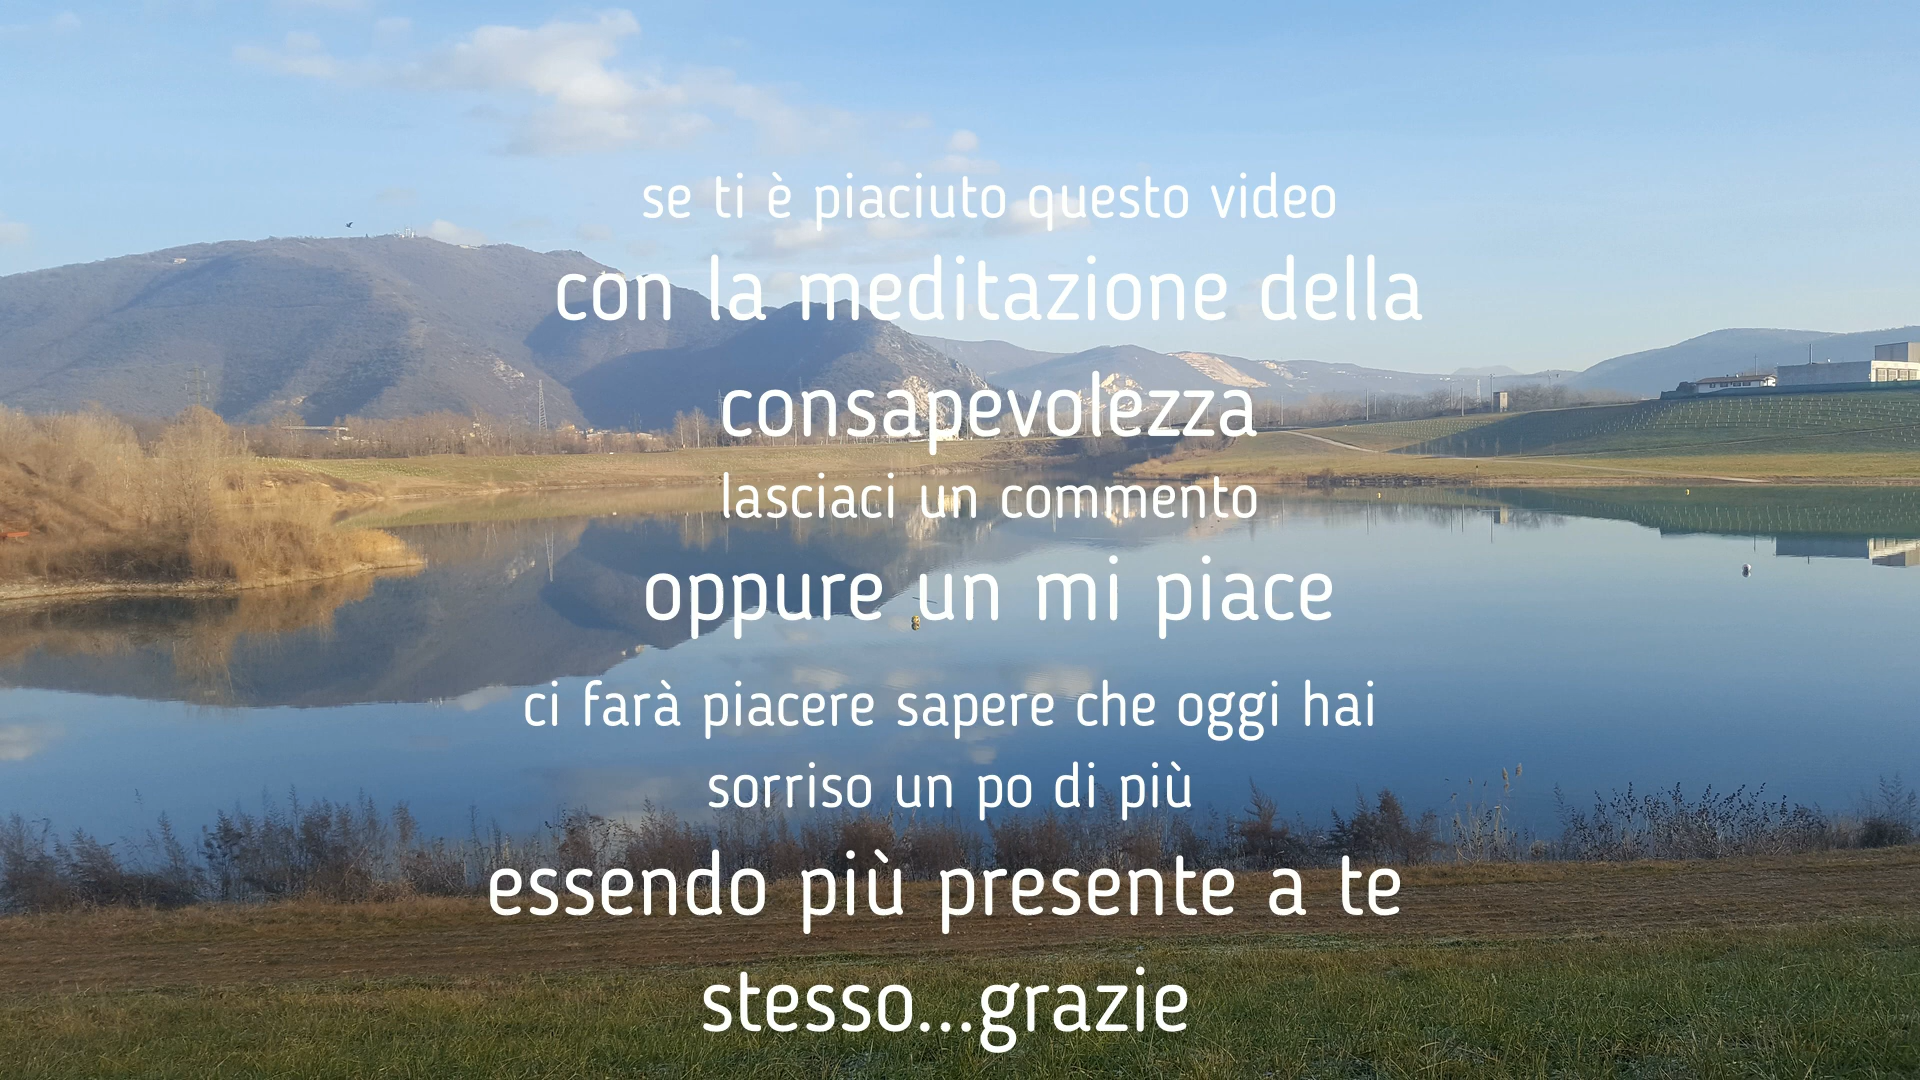 se ti è piaciuto questo video
con la meditazione della
consapevolezza
lasciaci un commento
oppure un mi piace
ci farà piacere sapere che oggi hai
sorriso un po di più
essendo più presente a te
stesso...grazie